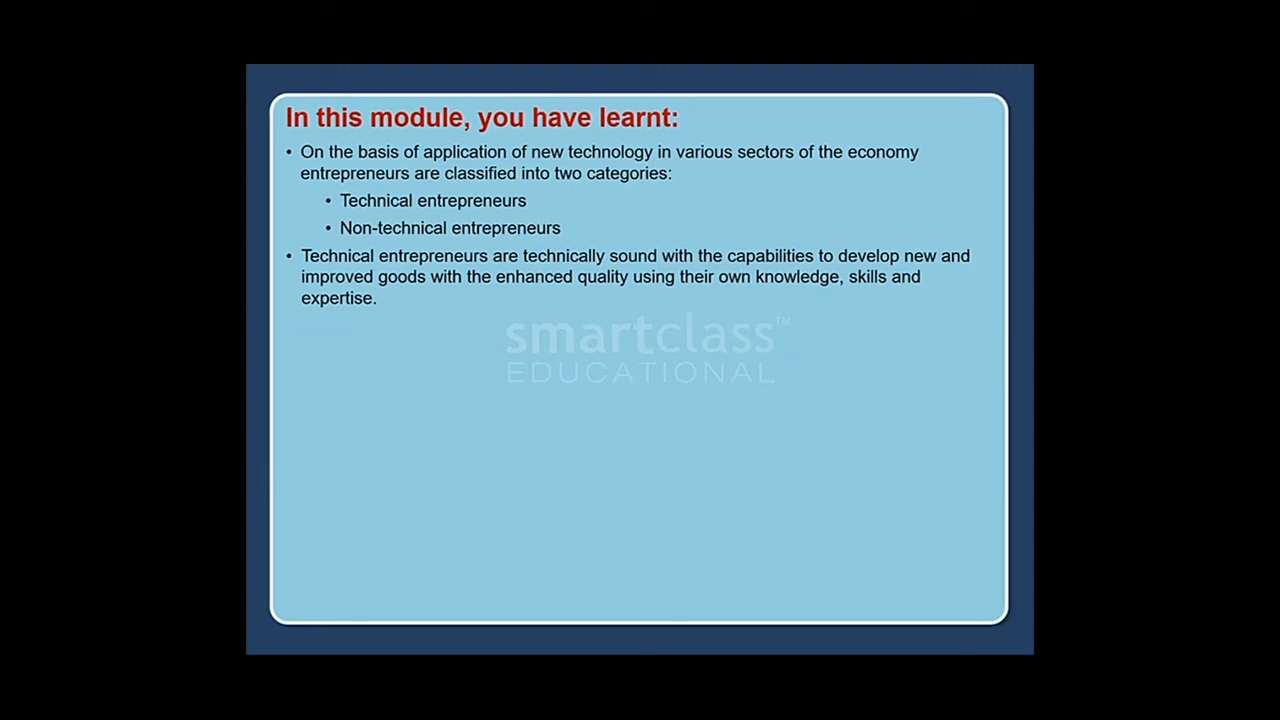 In this module, you have learnt:
• On the basis of application of new technology in various sectors of the economy
entrepreneurs are classified into two categories:
• Technical entrepreneurs
• Non-technical entrepreneurs
• Technical entrepreneurs are technically sound with the capabilities to develop new and
improved goods with the enhanced quality using their own knowledge, skills and
expertise.
smartclass™
EDUCATIONAL